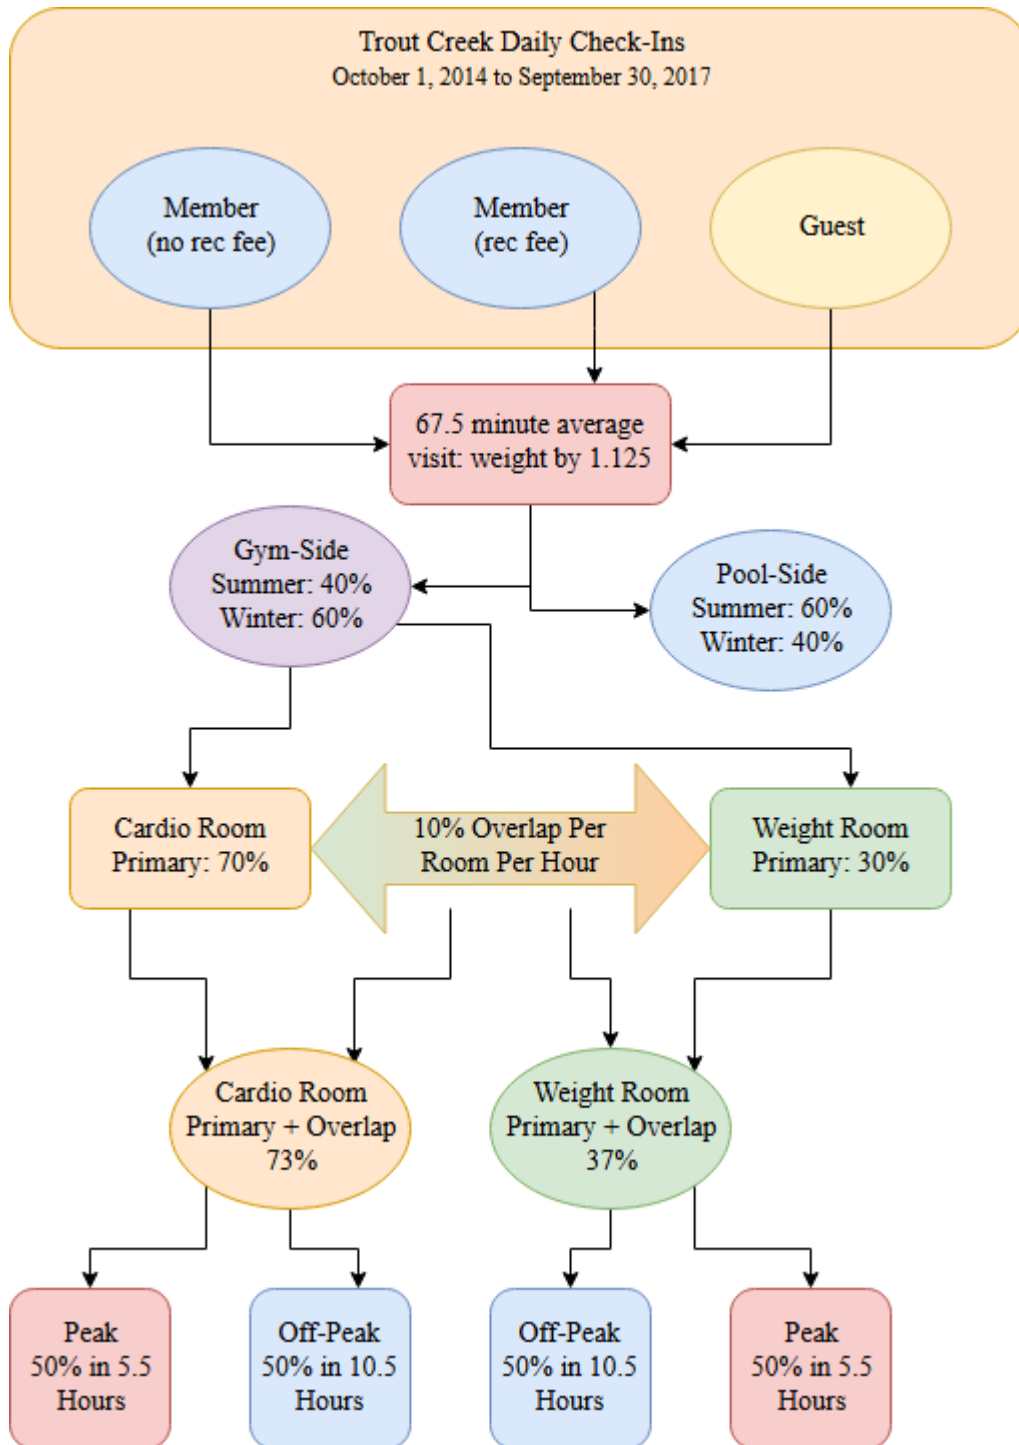 Trout Creek Daily Check-Ins
October 1, 2014 to September 30, 2017
Member
(no rec fee)
Member
(rec fee)
Guest
67.5 minute average
visit: weight by 1.125
Gym-Side
Summer: 40%
Winter: 60%
Pool-Side
Summer: 60%
Winter: 40%
Cardio Room
Primary: 70%
10% Overlap Per
Room Per Hour
Weight Room
Primary: 30%
Cardio Room
Primary + Overlap
73%
Weight Room
Primary + Overlap
37%
Peak
50% in 5.5
Hours
Off-Peak
50% in 10.5
Hours
Off-Peak
50% in 10.5
Hours
Peak
50% in 5.5
Hours